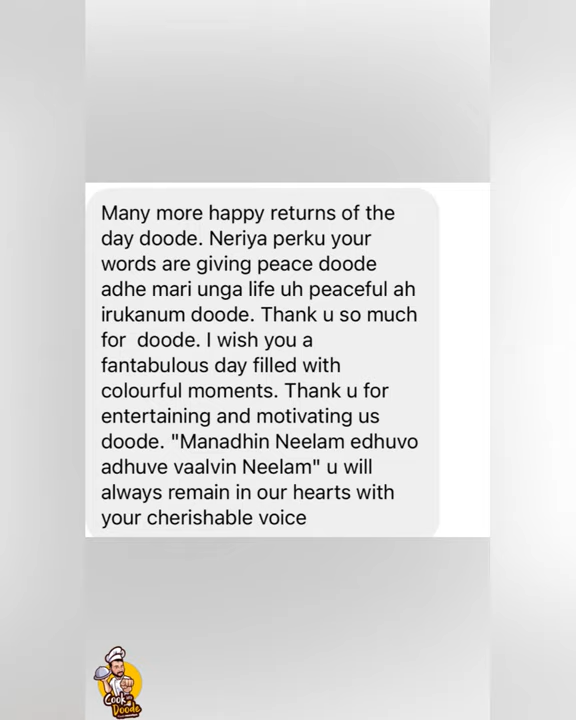 Many more happy returns of the
day doode. Neriya perku your
words are giving peace doode
adhe mari unga life uh peaceful ah
irukanum doode. Thank u so much
for  doode. I wish you a
fantabulous day filled with
colourful moments. Thank u for
entertaining and motivating us
doode. "Manadhin Neelam edhuvo
adhuve vaalvin Neelam" u will
always remain in our hearts with
your cherishable voice
Cook
Doode